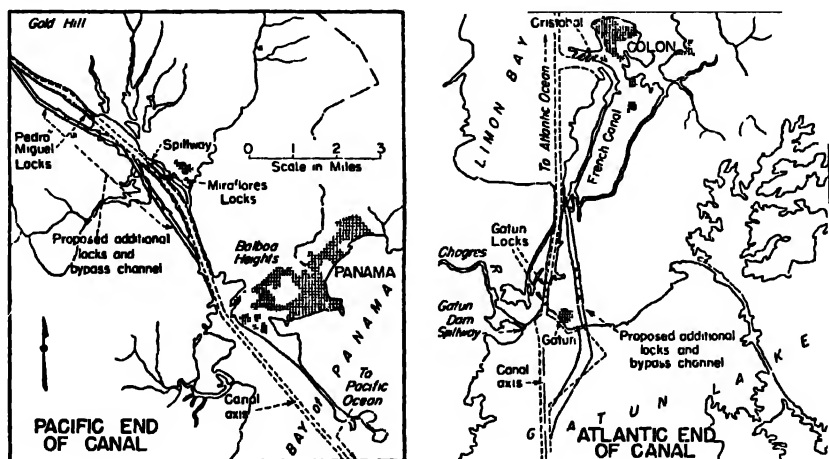 Gold Hill
Pedro
Miguel
Locks
Spillway
0 1 2 3
Scale in Miles
Miraflores
Locks
Proposed additional
locks and
bypass channel
Balboa
Heights
PANAMA
BAY of PANAMA
To
Pacific
Ocean
Canal
axis
PACIFIC END
OF CANAL
Cristobal
COLON
LIMON BAY
To Atlantic Ocean
French Canal
Gatun
Locks
Chagres R
Gatun
Dam
Spillway
Gatun
Proposed additional
locks and
bypass channel
Canal
axis
GATUN LAKE
ATLANTIC END
OF CANAL